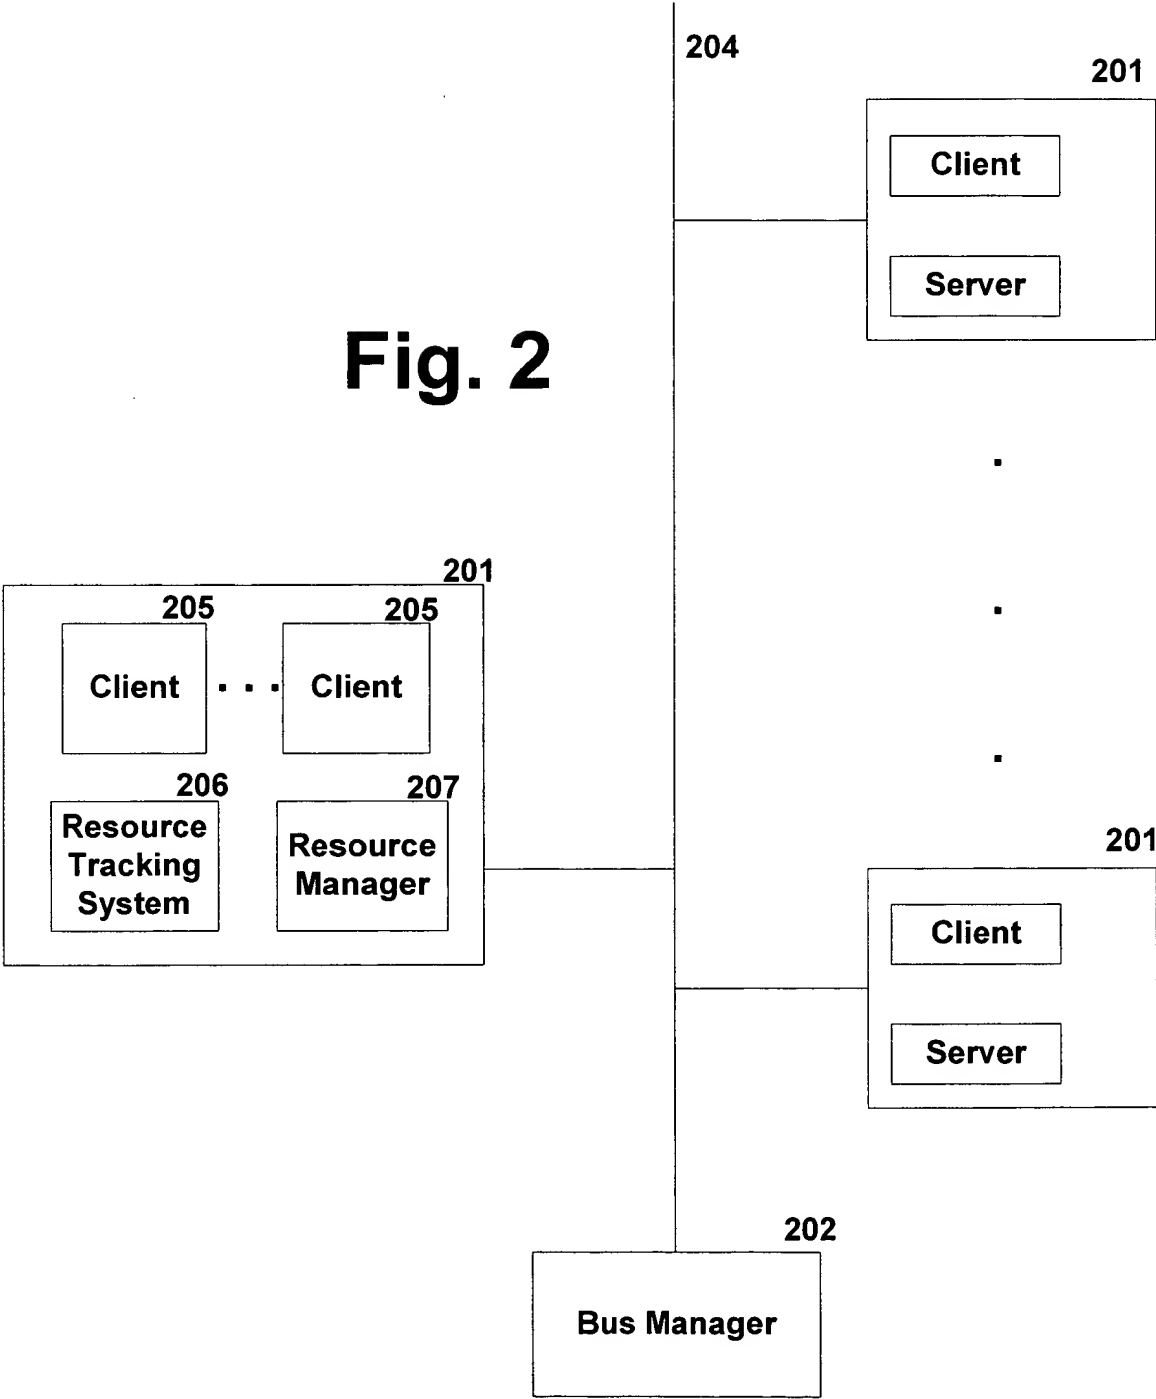 204
201
Client
Server
Fig. 2
201
205
205
Client
. . .
Client
.
.
.
206
207
Resource
Tracking
System
Resource
Manager
201
Client
Server
202
Bus Manager